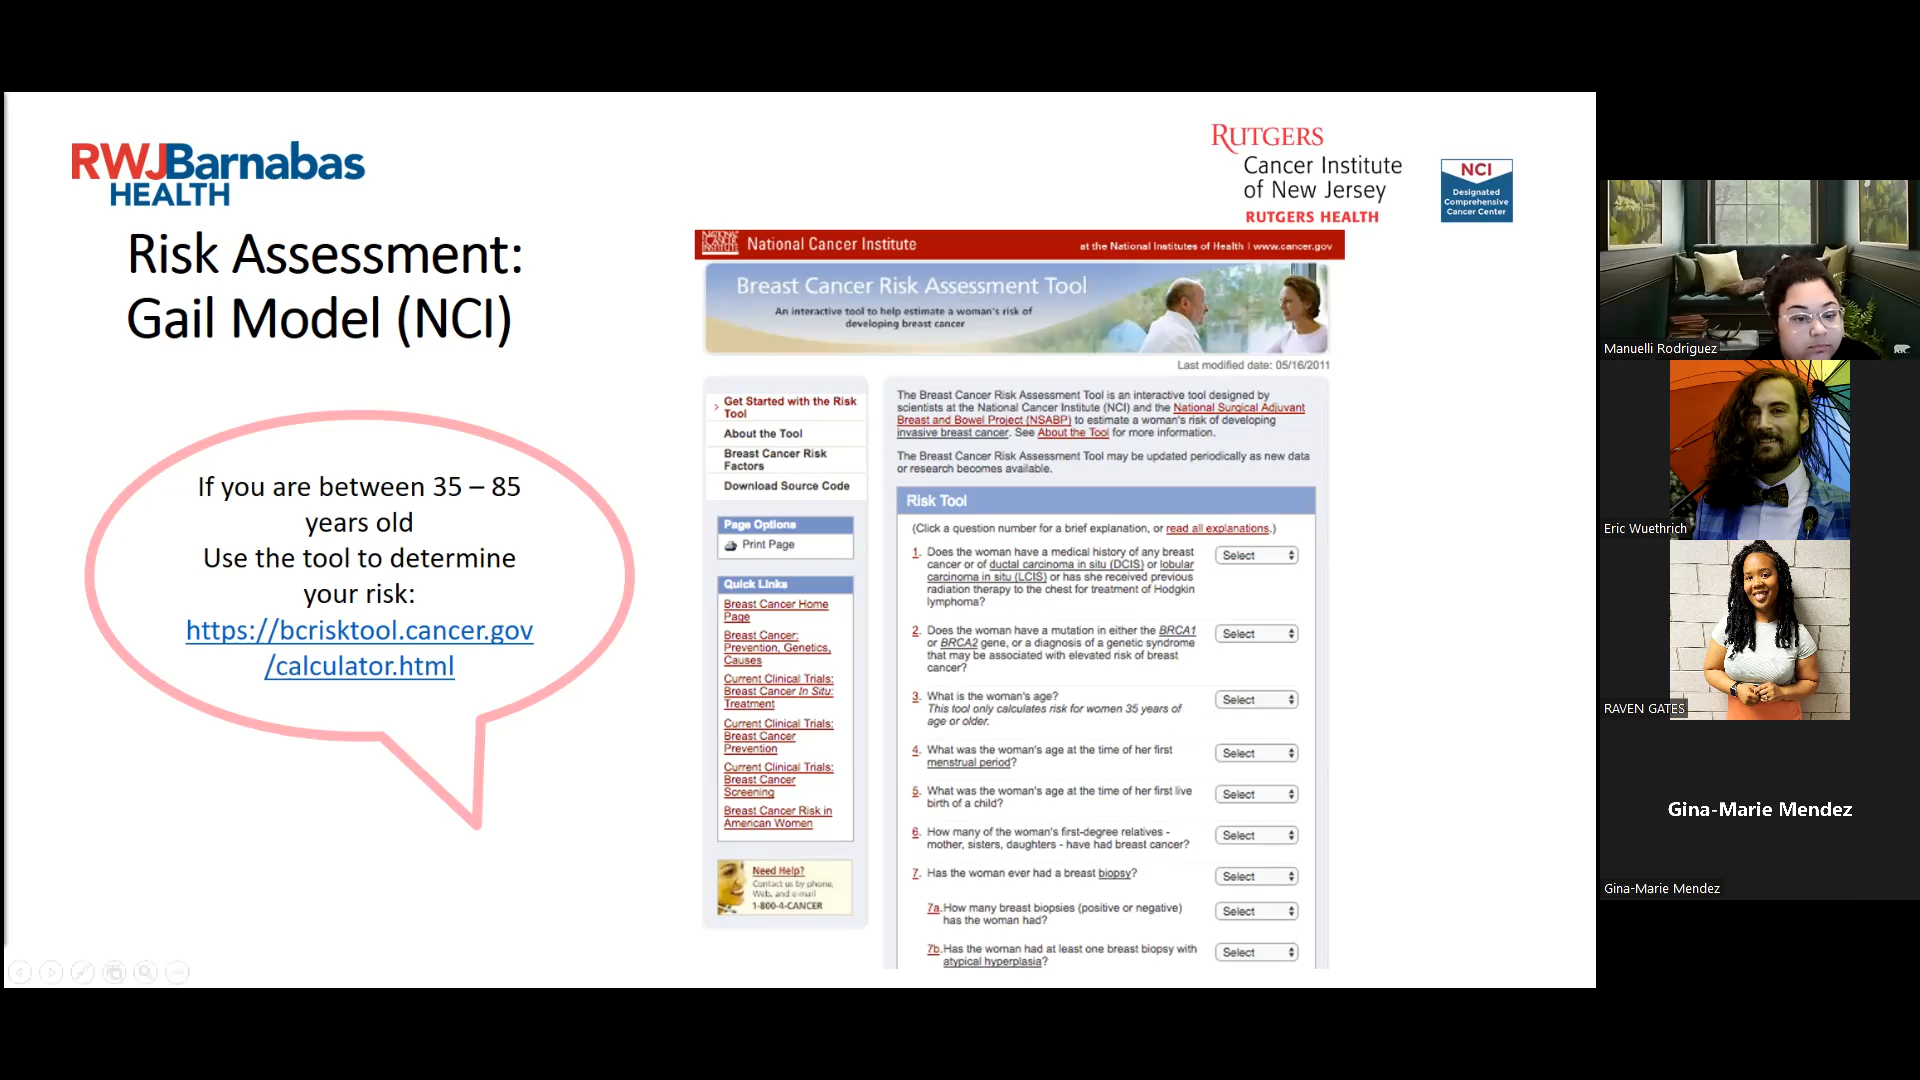 RWJBarnabas
HEALTH
RUTGERS
Cancer Institute
of New Jersey
RUTGERS HEALTH
NCI
Designated
Comprehensive
Cancer Center
Risk Assessment:
Gail Model (NCI)
If you are between 35 – 85
years old
Use the tool to determine
your risk:
https://bcrisktool.cancer.gov
/calculator.html
NATIONAL
CANCER
INSTITUTE
National Cancer Institute
at the National Institutes of Health | www.cancer.gov
Breast Cancer Risk Assessment Tool
An interactive tool to help estimate a woman's risk of
developing breast cancer
Last modified date: 05/16/2011
Get Started with the Risk
Tool
About the Tool
Breast Cancer Risk
Factors
Download Source Code
Page Options
Print Page
Quick Links
Breast Cancer Home
Page
Breast Cancer:
Prevention, Genetics,
Causes
Current Clinical Trials:
Breast Cancer In Situ:
Treatment
Current Clinical Trials:
Breast Cancer
Prevention
Current Clinical Trials:
Breast Cancer
Screening
Breast Cancer Risk in
American Women
Need Help?
Contact us by phone,
Web, and e-mail
1-800-4-CANCER
The Breast Cancer Risk Assessment Tool is an interactive tool designed by
scientists at the National Cancer Institute (NCI) and the National Surgical Adjuvant
Breast and Bowel Project (NSABP) to estimate a woman's risk of developing
invasive breast cancer. See About the Tool for more information.
The Breast Cancer Risk Assessment Tool may be updated periodically as new data
or research becomes available.
Risk Tool
(Click a question number for a brief explanation, or read all explanations.)
1. Does the woman have a medical history of any breast Select
cancer or of ductal carcinoma in situ (DCIS) or lobular
carcinoma in situ (LCIS) or has she received previous
radiation therapy to the chest for treatment of Hodgkin
lymphoma?
2. Does the woman have a mutation in either the BRCA1 Select
or BRCA2 gene, or a diagnosis of a genetic syndrome
that may be associated with elevated risk of breast
cancer?
3. What is the woman's age? Select
This tool only calculates risk for women 35 years of
age or older.
4. What was the woman's age at the time of her first Select
menstrual period?
5. What was the woman's age at the time of her first live Select
birth of a child?
6. How many of the woman's first-degree relatives - Select
mother, sisters, daughters - have had breast cancer?
7. Has the woman ever had a breast biopsy? Select
7a. How many breast biopsies (positive or negative) Select
has the woman had?
7b. Has the woman had at least one breast biopsy with Select
atypical hyperplasia?
Manuelli Rodriguez
Eric Wuethrich
RAVEN GATES
Gina-Marie Mendez
Gina-Marie Mendez